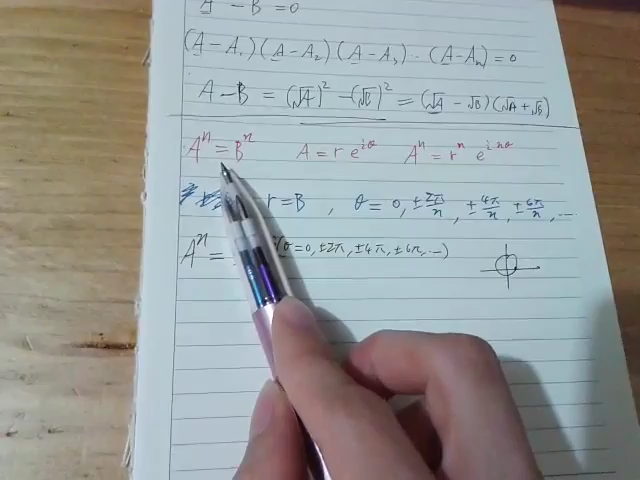 A - B = 0
(A - A₁)(A - A₂)(A - A₃) ⋅ (A - Aₙ) = 0
A - B = (√A)² - (√B)² = (√A - √B)(√A + √B)
Aⁿ = Bⁿ A = r e^{iθ} Aⁿ = rⁿ e^{inθ}
r = B , θ = 0, ± 2π/n , ± 4π/n , ± 6π/n , ...
Aⁿ = (θ = 0, ±2π, ±4π, ±6π, ...)